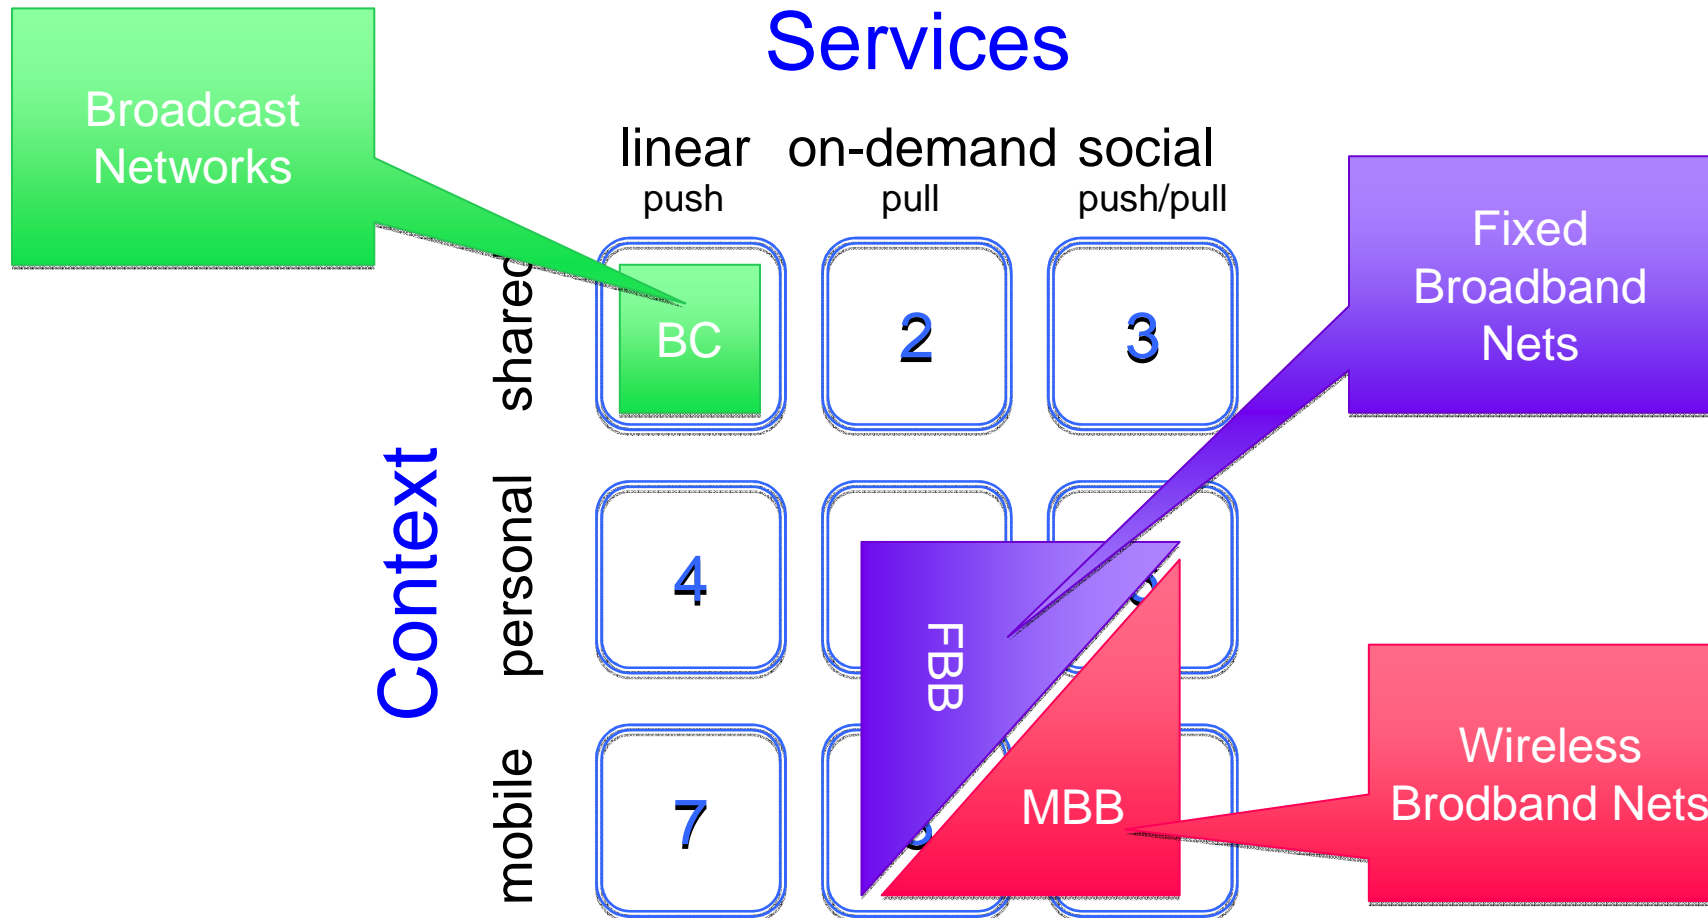 Services
Broadcast
Networks
linear on-demand social
push pull push/pull
Fixed
Broadband
Nets
shared
BC 2 3
Context
personal
4
FBB
mobile
7
MBB
Wireless
Brodband Nets